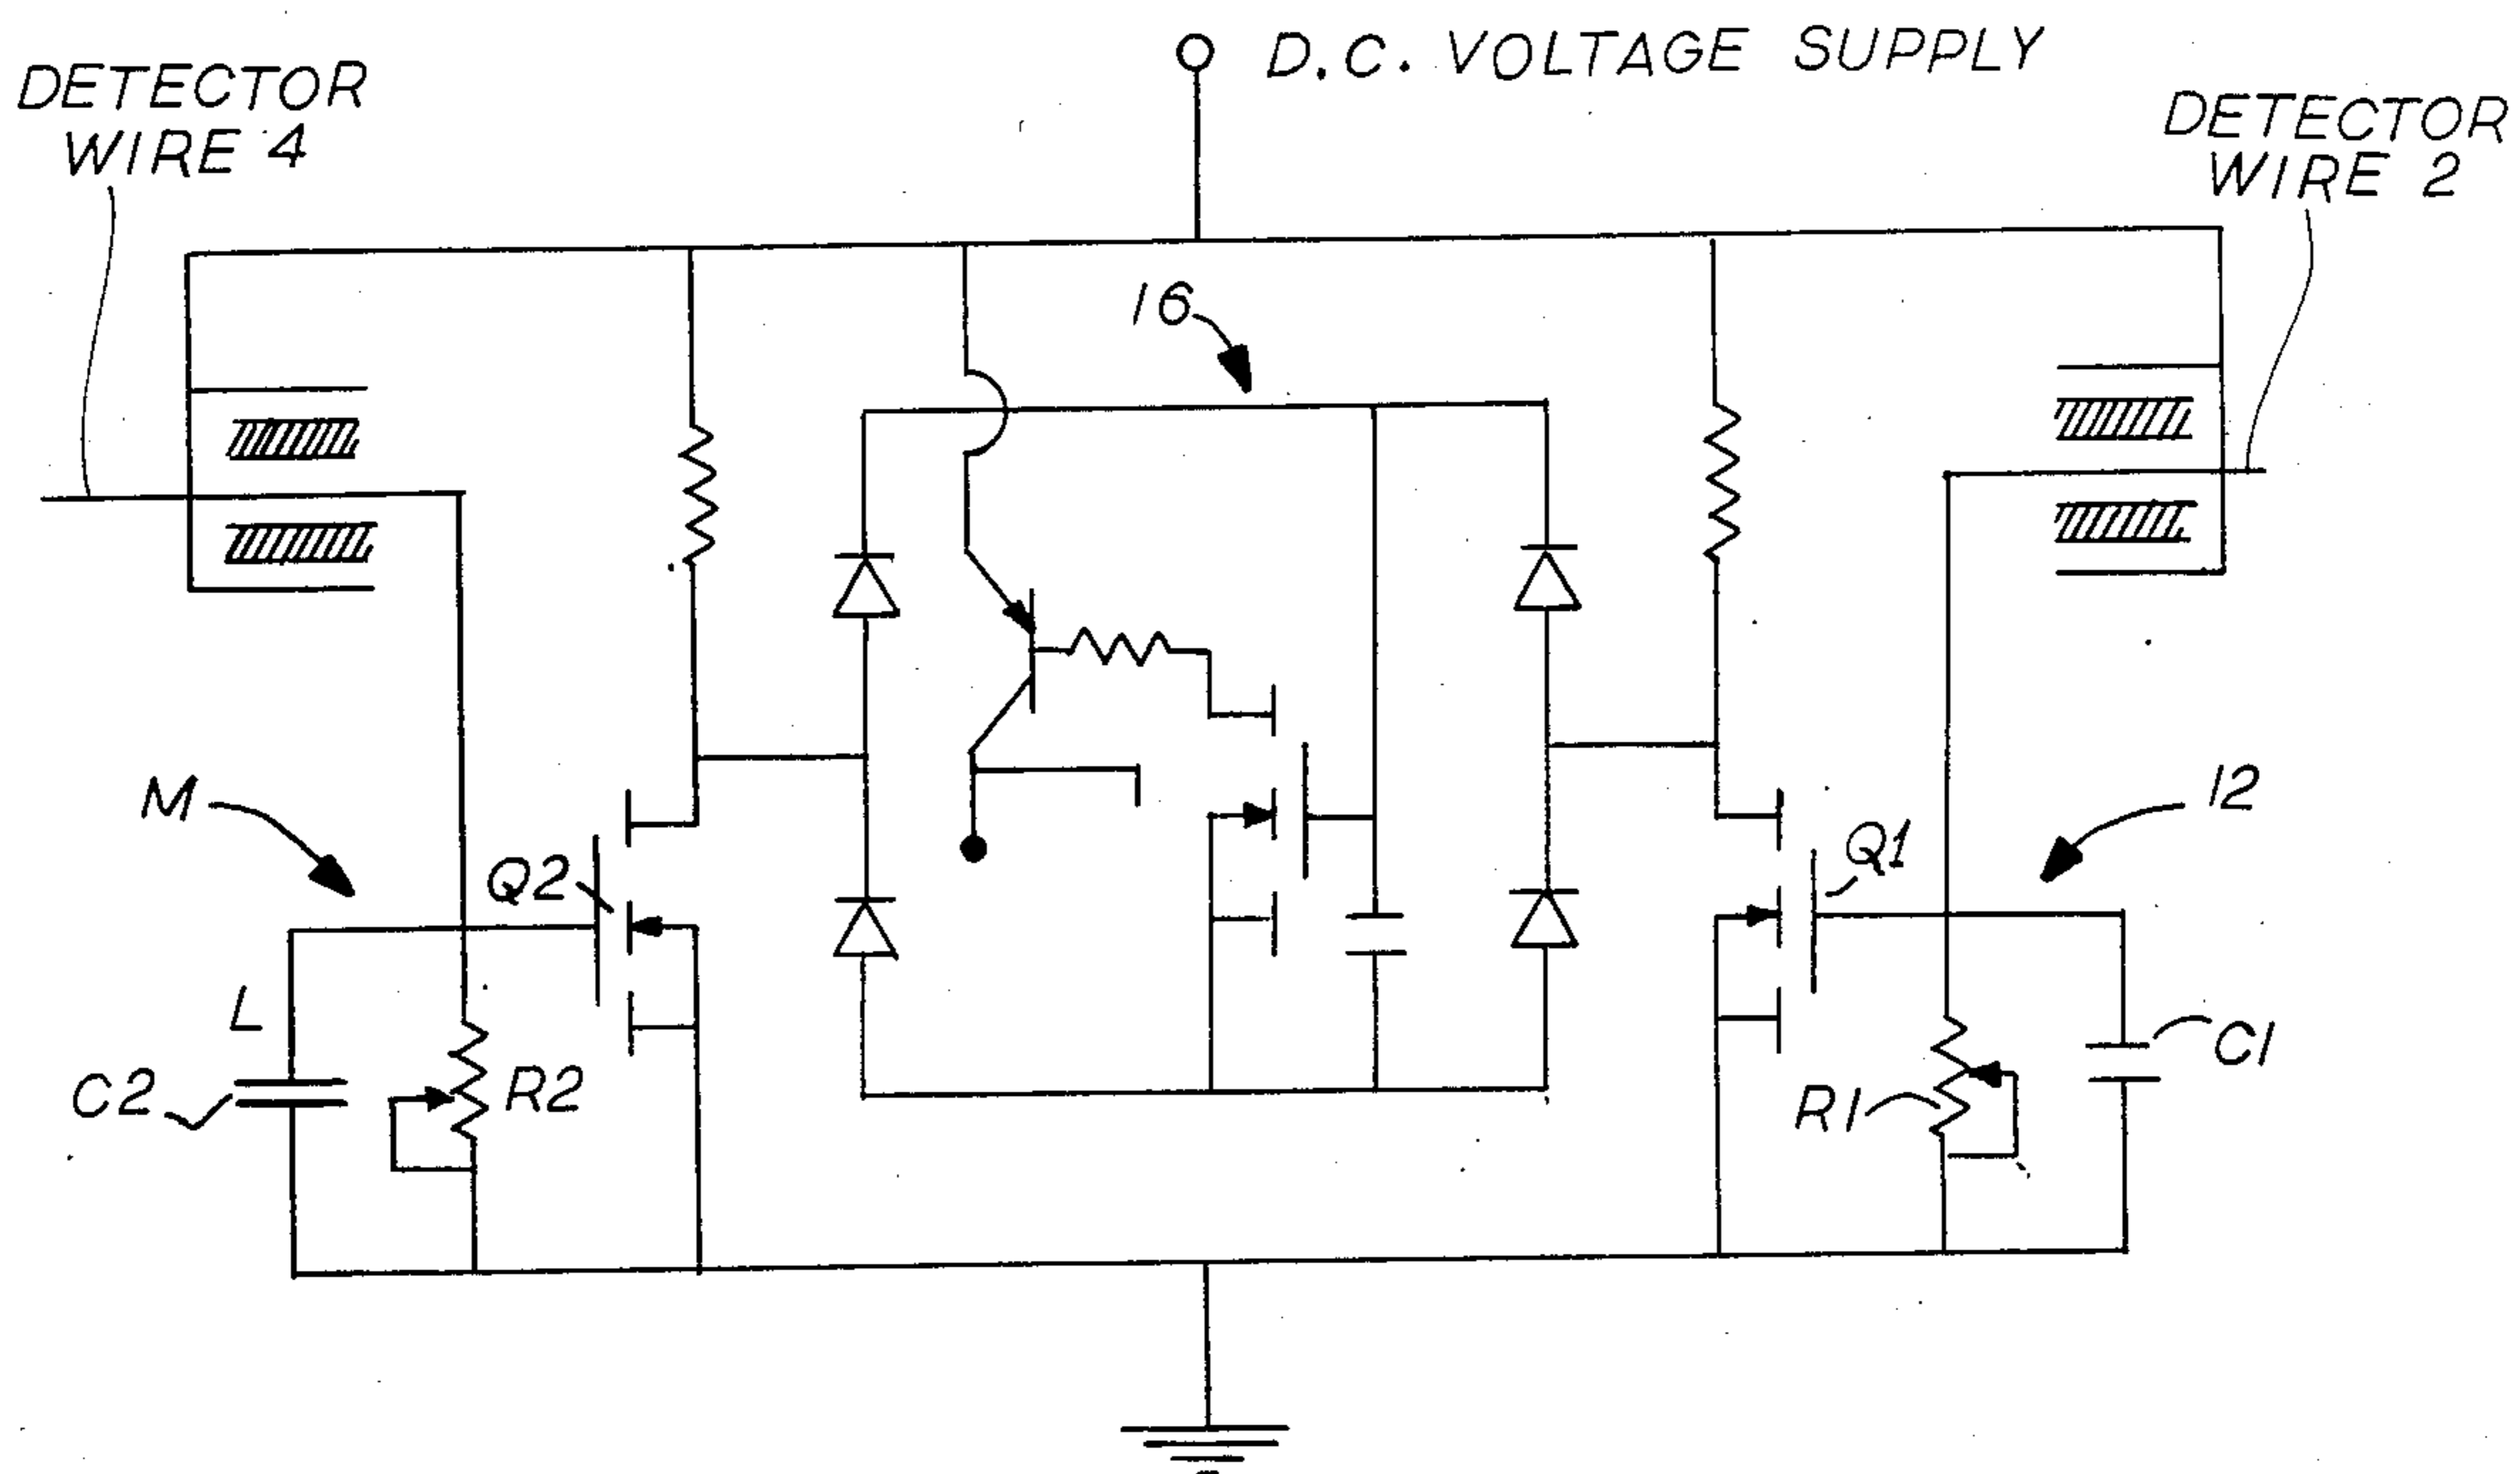 D.C. VOLTAGE SUPPLY
DETECTOR
WIRE 4
DETECTOR
WIRE 2
16
M
12
Q2
Q1
L
C2
R2
R1
C1